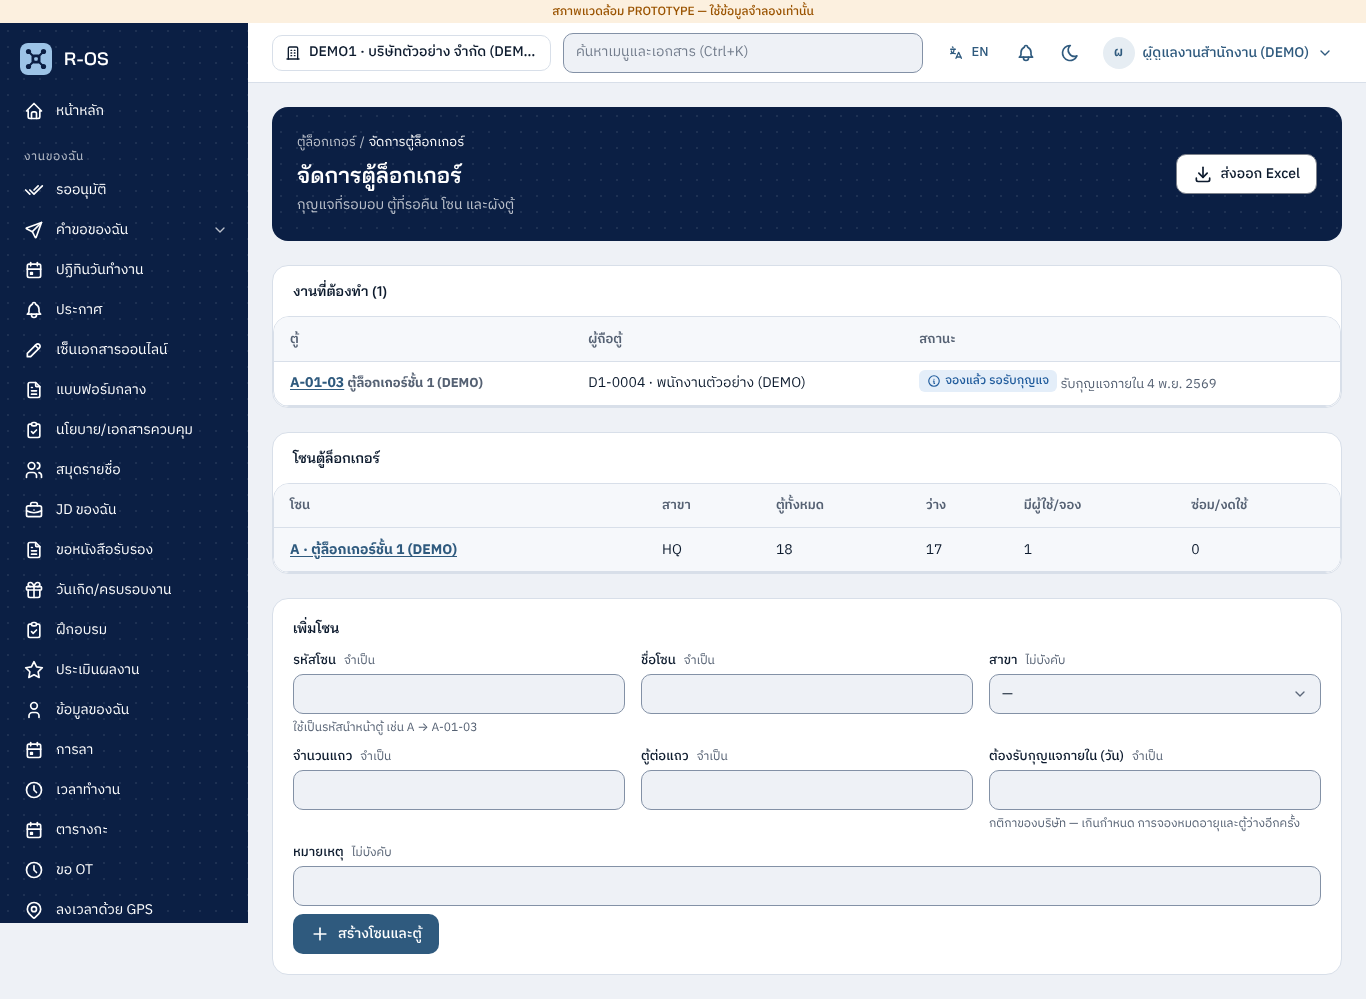 สภาพแวดล้อม PROTOTYPE — ใช้ข้อมูลจำลองเท่านั้น
R-OS
DEMO1 · บริษัทตัวอย่าง จำกัด (DEM...
ค้นหาเมนูและเอกสาร (Ctrl+K)
EN
ผ
ผู้ดูแลงานสำนักงาน (DEMO)
หน้าหลัก
งานของฉัน
รออนุมัติ
คำขอของฉัน
ปฏิทินวันทำงาน
ประกาศ
เซ็นเอกสารออนไลน์
แบบฟอร์มกลาง
นโยบาย/เอกสารควบคุม
สมุดรายชื่อ
JD ของฉัน
ขอหนังสือรับรอง
วันเกิด/ครบรอบงาน
ฝึกอบรม
ประเมินผลงาน
ข้อมูลของฉัน
การลา
เวลาทำงาน
ตารางกะ
ขอ OT
ลงเวลาด้วย GPS
ตู้ล็อกเกอร์ / จัดการตู้ล็อกเกอร์
จัดการตู้ล็อกเกอร์
กุญแจที่รอมอบ ตู้ที่รอคืน โซน และผังตู้
ส่งออก Excel
งานที่ต้องทำ (1)
ตู้ ผู้ถือตู้ สถานะ
A-01-03 ตู้ล็อกเกอร์ชั้น 1 (DEMO) D1-0004 · พนักงานตัวอย่าง (DEMO) จองแล้ว รอรับกุญแจ รับกุญแจภายใน 4 พ.ย. 2569
โซนตู้ล็อกเกอร์
โซน สาขา ตู้ทั้งหมด ว่าง มีผู้ใช้/จอง ซ่อม/งดใช้
A · ตู้ล็อกเกอร์ชั้น 1 (DEMO) HQ 18 17 1 0
เพิ่มโซน
รหัสโซน จำเป็น ชื่อโซน จำเป็น สาขา ไม่บังคับ
—
ใช้เป็นรหัสนำหน้าตู้ เช่น A → A-01-03
จำนวนแถว จำเป็น ตู้ต่อแถว จำเป็น ต้องรับกุญแจภายใน (วัน) จำเป็น
กติกาของบริษัท — เกินกำหนด การจองหมดอายุและตู้ว่างอีกครั้ง
หมายเหตุ ไม่บังคับ
สร้างโซนและตู้